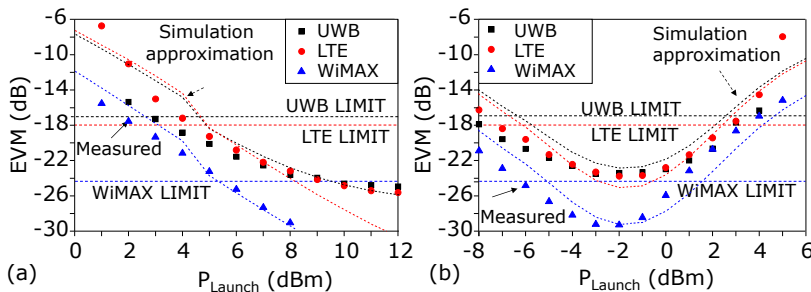 -6
-10
-14
-18
-22
-26
-30
EVM (dB)
0
2
4
6
8
10
12
P_Launch (dBm)
(a)
Simulation
approximation
UWB
LTE
WiMAX
UWB LIMIT
LTE LIMIT
Measured
WiMAX LIMIT
-6
-10
-14
-18
-22
-26
-30
EVM (dB)
-8
-6
-4
-2
0
2
4
6
P_Launch (dBm)
(b)
UWB
LTE
WiMAX
Simulation
approximation
UWB LIMIT
LTE LIMIT
WiMAX LIMIT
Measured